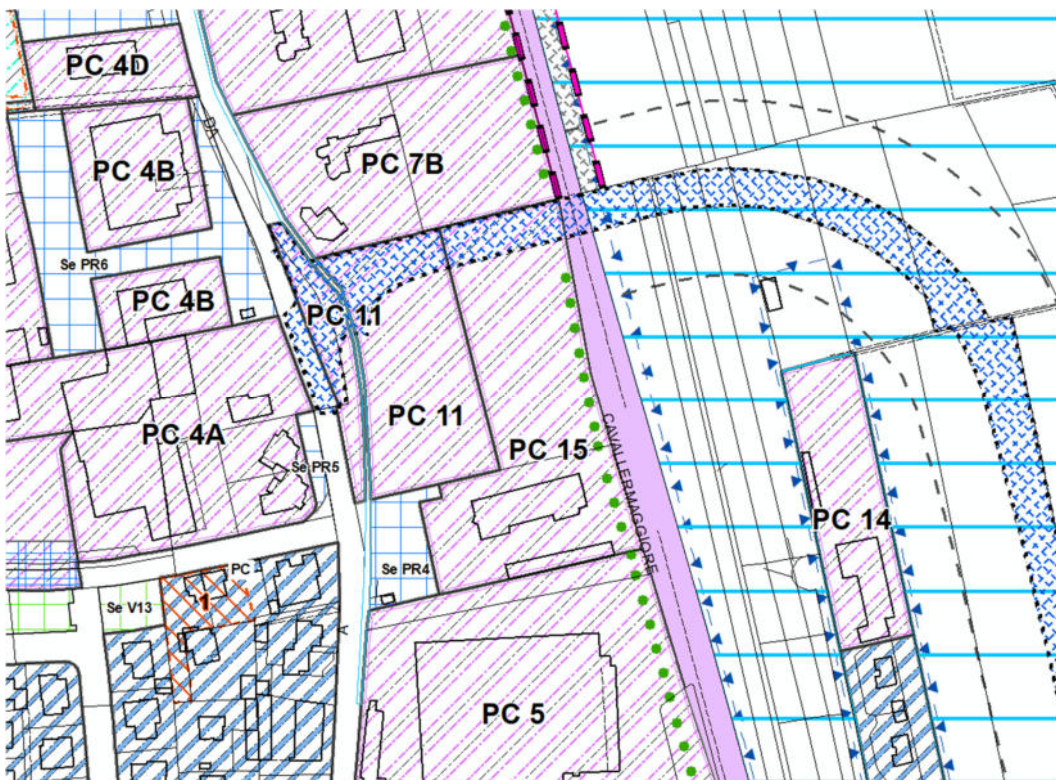 PC 4D
DA
PC 4B
PC 7B
Se PR6
PC 4B
PC 11
PC 4A
PC 11
PC 15
CAVALLERMAGGIORE
Se PR5
PC 14
Se PR4
PC
1
Se V13
A
PC 5